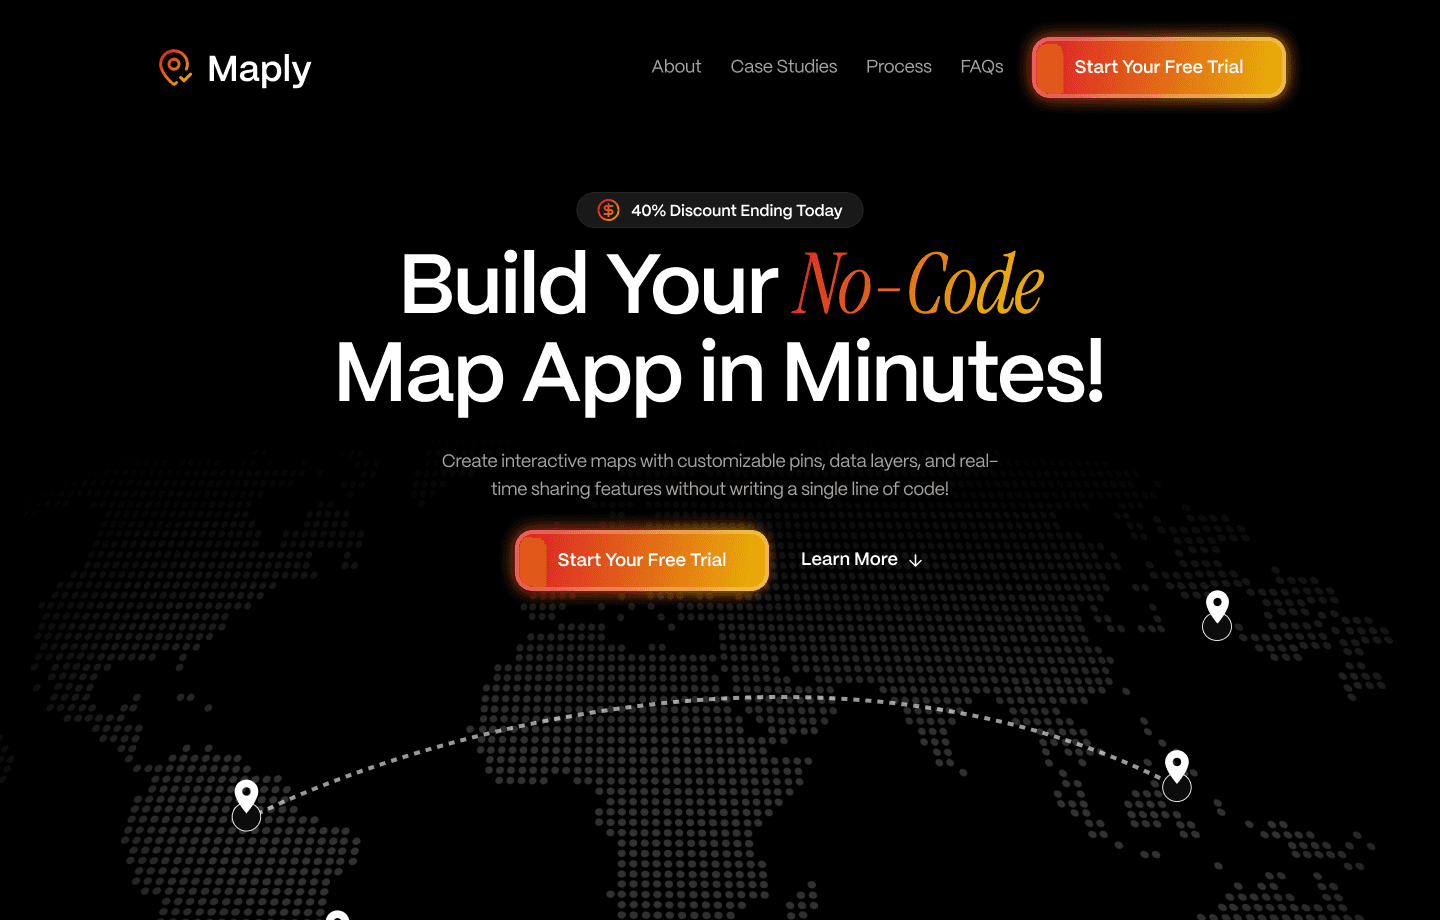 Maply
About
Case Studies
Process
FAQs
Start Your Free Trial
40% Discount Ending Today
Build Your No-Code
Map App in Minutes!
Create interactive maps with customizable pins, data layers, and real-
time sharing features without writing a single line of code!
Start Your Free Trial
Learn More